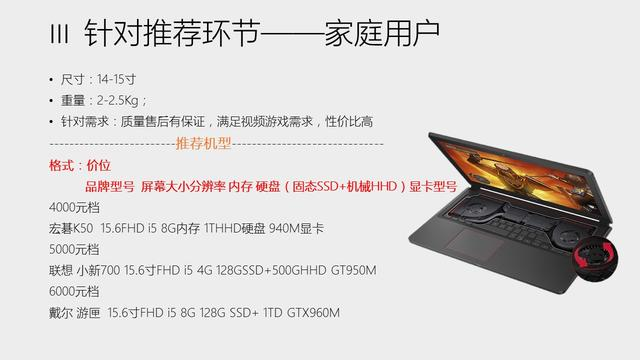 III 针对推荐环节——家庭用户
• 尺寸：14-15寸
• 重量：2-2.5Kg；
• 针对需求：质量售后有保证，满足视频游戏需求，性价比高
-------------------------推荐机型------------------------------
格式：价位
品牌型号 屏幕大小分辨率 内存 硬盘（固态SSD+机械HHD）显卡型号
4000元档
宏碁K50 15.6FHD i5 8G内存 1THHD硬盘 940M显卡
5000元档
联想 小新700 15.6寸FHD i5 4G 128GSSD+500GHHD GT950M
6000元档
戴尔 游匣 15.6寸FHD i5 8G 128G SSD+ 1TD GTX960M